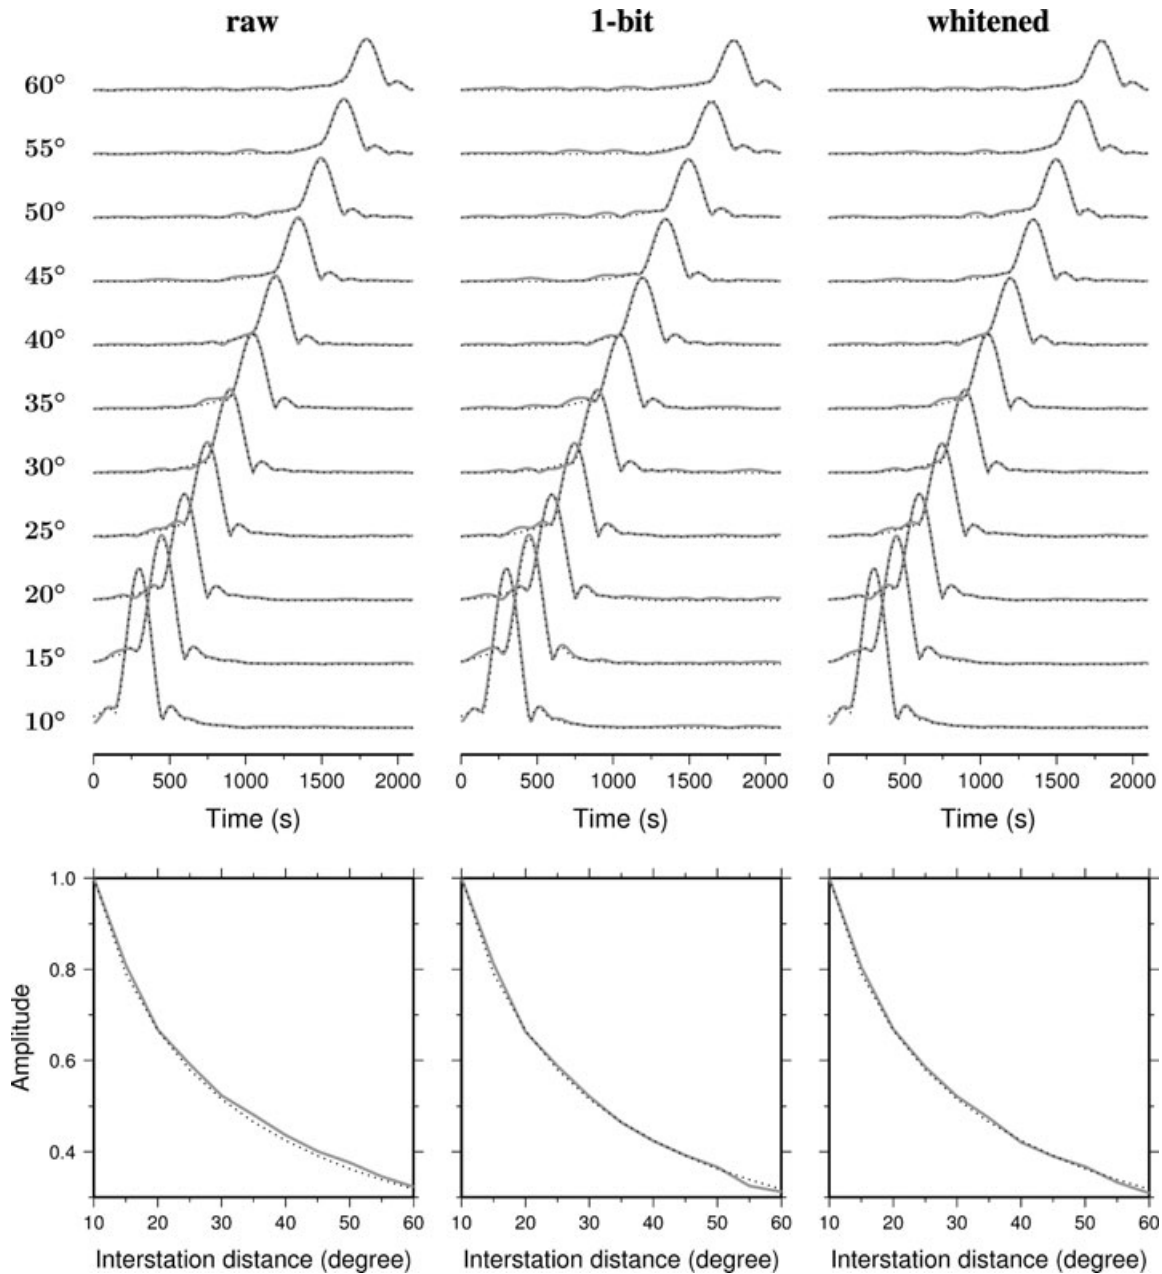 raw 1-bit whitened
60°
55°
50°
45°
40°
35°
30°
25°
20°
15°
10°
0 500 1000 1500 2000 0 500 1000 1500 2000 0 500 1000 1500 2000
Time (s) Time (s) Time (s)
1.0
0.8
0.6
0.4
Amplitude
10 20 30 40 50 60 10 20 30 40 50 60 10 20 30 40 50 60
Interstation distance (degree) Interstation distance (degree) Interstation distance (degree)